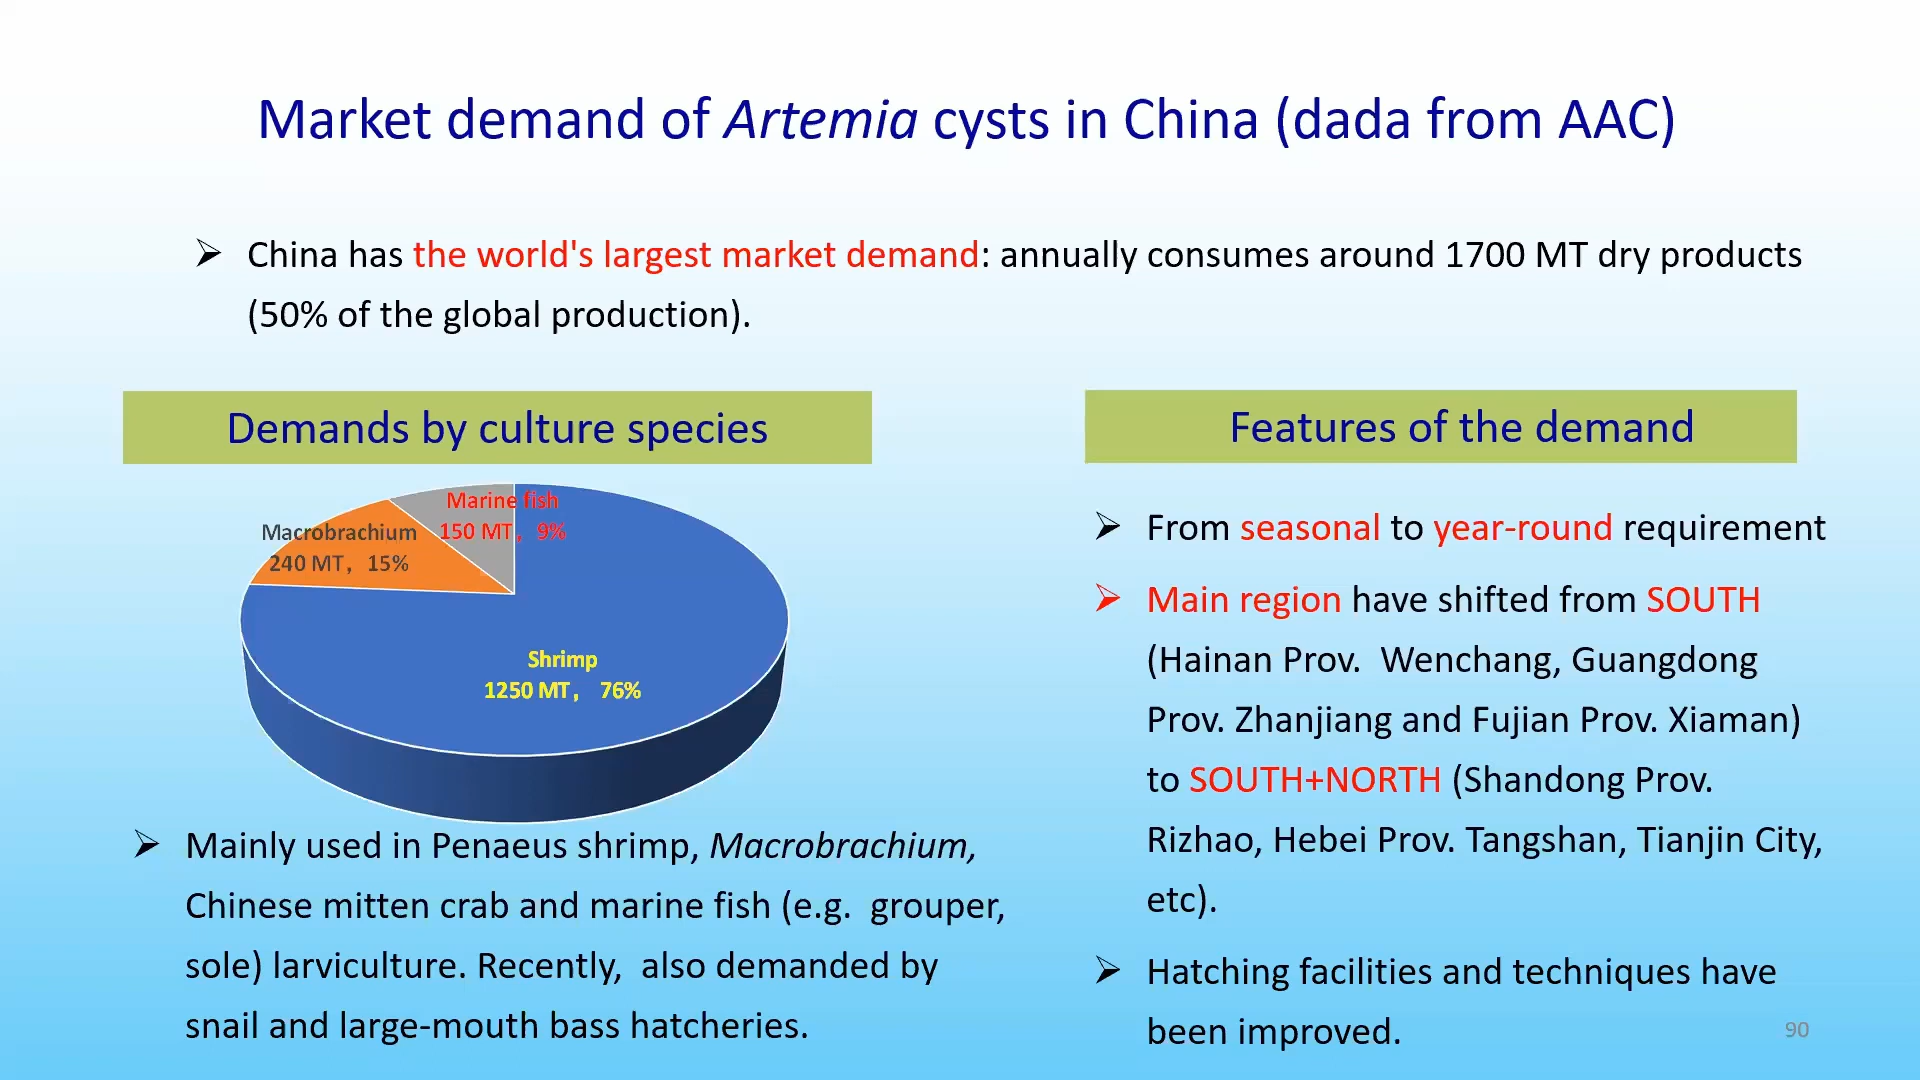 Market demand of Artemia cysts in China (dada from AAC)
➢ China has the world's largest market demand: annually consumes around 1700 MT dry products
(50% of the global production).
Demands by culture species
Marine fish
150 MT，9%
Macrobrachium
240 MT，15%
Shrimp
1250 MT， 76%
➢ Mainly used in Penaeus shrimp, Macrobrachium,
Chinese mitten crab and marine fish (e.g. grouper,
sole) larviculture. Recently, also demanded by
snail and large-mouth bass hatcheries.
Features of the demand
➢ From seasonal to year-round requirement
➢ Main region have shifted from SOUTH
(Hainan Prov. Wenchang, Guangdong
Prov. Zhanjiang and Fujian Prov. Xiaman)
to SOUTH+NORTH (Shandong Prov.
Rizhao, Hebei Prov. Tangshan, Tianjin City,
etc).
➢ Hatching facilities and techniques have
been improved.
90